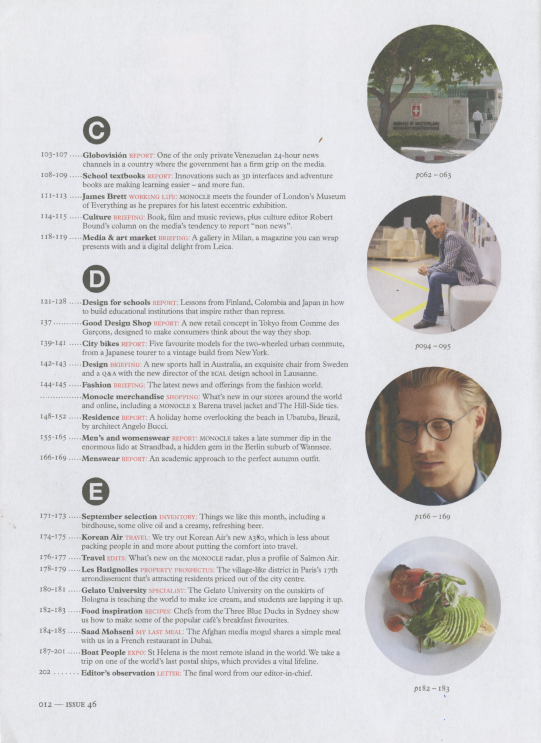 C
103-107 .....Globovisión REPORT: One of the only private Venezuelan 24-hour news
channels in a country where the government has a firm grip on the media.
108-109 .....School textbooks REPORT: Innovations such as 3D interfaces and adventure
books are making learning easier – and more fun.
111-113 .....James Brett WORKING LIFE: MONOCLE meets the founder of London's Museum
of Everything as he prepares for his latest eccentric exhibition.
114-115 .....Culture BRIEFING: Book, film and music reviews, plus culture editor Robert
Bound's column on the media's tendency to report "non news".
118-119 .....Media & art market BRIEFING: A gallery in Milan, a magazine you can wrap
presents with and a digital delight from Leica.
D
121-128 .....Design for schools REPORT: Lessons from Finland, Colombia and Japan in how
to build educational institutions that inspire rather than repress.
137 ............Good Design Shop REPORT: A new retail concept in Tokyo from Comme des
Garçons, designed to make consumers think about the way they shop.
139-141 .....City bikes REPORT: Five favourite models for the two-wheeled urban commute,
from a Japanese tourer to a vintage build from New York.
142-143 .....Design BRIEFING: A new sports hall in Australia, an exquisite chair from Sweden
and a Q&A with the new director of the ECAL design school in Lausanne.
144-145 .....Fashion BRIEFING: The latest news and offerings from the fashion world.
.................Monocle merchandise SHOPPING: What's new in our stores around the world
and online, including a MONOCLE x Barena travel jacket and The Hill-Side ties.
148-152 .....Residence REPORT: A holiday home overlooking the beach in Ubatuba, Brazil,
by architect Angelo Bucci.
155-165 .....Men's and womenswear REPORT: MONOCLE takes a late summer dip in the
enormous lido at Strandbad, a hidden gem in the Berlin suburb of Wannsee.
166-169 .....Menswear REPORT: An academic approach to the perfect autumn outfit.
E
171-173 .....September selection INVENTORY: Things we like this month, including a
birdhouse, some olive oil and a creamy, refreshing beer.
174-175 .....Korean Air TRAVEL: We try out Korean Air's new A380, which is less about
packing people in and more about putting the comfort into travel.
176-177 .....Travel EDITS: What's new on the MONOCLE radar, plus a profile of Salmon Air.
178-179 .....Les Batignolles PROPERTY PROSPECTUS: The village-like district in Paris's 17th
arrondissement that's attracting residents priced out of the city centre.
180-181 .....Gelato University SPECIALIST: The Gelato University on the outskirts of
Bologna is teaching the world to make ice cream, and students are lapping it up.
182-183 .....Food inspiration RECIPES: Chefs from the Three Blue Ducks in Sydney show
us how to make some of the popular café's breakfast favourites.
184-185 .....Saad Mohseni MY LAST MEAL: The Afghan media mogul shares a simple meal
with us in a French restaurant in Dubai.
187-201 .....Boat People EXPO: St Helena is the most remote island in the world. We take a
trip on one of the world's last postal ships, which provides a vital lifeline.
202 .......Editor's observation LETTER: The final word from our editor-in-chief.
012 — ISSUE 46
p062 – 063
p094 – 095
p166 – 169
p182 – 183